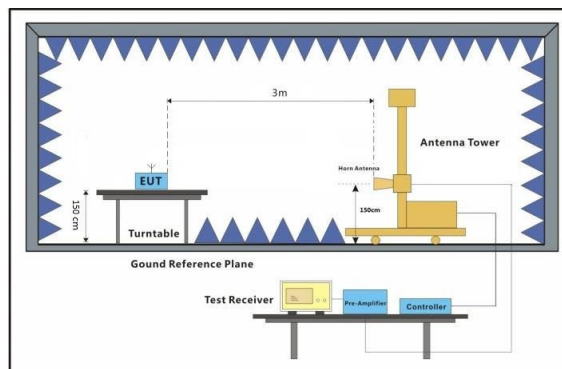 3m
Antenna Tower
Horn Antenna
EUT
150 cm
150cm
Turntable
Gound Reference Plane
Test Receiver
Pre-Amplifier
Controller